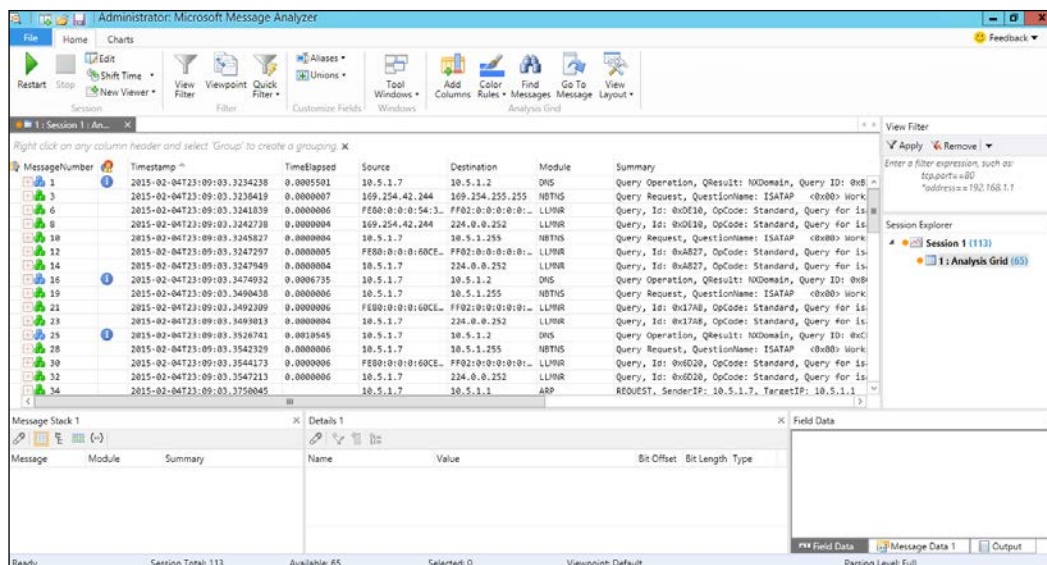 Administrator: Microsoft Message Analyzer
File Home Charts Feedback
Restart Stop Edit Shift Time New Viewer View Filter Viewpoint Quick Filter Aliases Unions Tool Windows Add Columns Color Rules Find Messages Go To Message View Layout
Session Filter Customize Fields Windows Analysis Grid
1 : Session 1 : An... X
Right click on any column header and select 'Group' to create a grouping. x
MessageNumber Timestamp TimeElapsed Source Destination Module Summary
1 2015-02-04T23:09:03.3234238 0.0005501 10.5.1.7 10.5.1.2 DNS Query Operation, QResult: NXDomain, Query ID: 0xB
3 2015-02-04T23:09:03.3238419 0.0000007 169.254.42.244 169.254.255.255 NBTNS Query Request, QuestionName: ISATAP <0x00> Work
6 2015-02-04T23:09:03.3241839 0.0000006 FE80:0:0:0:54:3... FF02:0:0:0:0:0:... LLMNR Query, Id: 0xDE10, OpCode: Standard, Query for is
8 2015-02-04T23:09:03.3242738 0.0000004 169.254.42.244 224.0.0.252 LLMNR Query, Id: 0xDE10, OpCode: Standard, Query for is
10 2015-02-04T23:09:03.3245827 0.0000004 10.5.1.7 10.5.1.255 NBTNS Query Request, QuestionName: ISATAP <0x00> Work
12 2015-02-04T23:09:03.3247297 0.0000005 FE80:0:0:0:60CE... FF02:0:0:0:0:0:... LLMNR Query, Id: 0xA827, OpCode: Standard, Query for is
14 2015-02-04T23:09:03.3247949 0.0000004 10.5.1.7 224.0.0.252 LLMNR Query, Id: 0xA827, OpCode: Standard, Query for is
16 2015-02-04T23:09:03.3474932 0.0006735 10.5.1.7 10.5.1.2 DNS Query Operation, QResult: NXDomain, Query ID:
19 2015-02-04T23:09:03.3490438 0.0000006 10.5.1.7 10.5.1.255 NBTNS Query Request, QuestionName: ISATAP <0x00> Work
21 2015-02-04T23:09:03.3492309 0.0000006 FE80:0:0:0:60CE... FF02:0:0:0:0:0:... LLMNR Query, Id: 0x17A8, OpCode: Standard, Query for is
23 2015-02-04T23:09:03.3493013 0.0000004 10.5.1.7 224.0.0.252 LLMNR Query, Id: 0x17A8, OpCode: Standard, Query for is
25 2015-02-04T23:09:03.3526741 0.0010545 10.5.1.7 10.5.1.2 DNS Query Operation, QResult: NXDomain, Query ID: 0xC
28 2015-02-04T23:09:03.3542329 0.0000006 10.5.1.7 10.5.1.255 NBTNS Query Request, QuestionName: ISATAP <0x00> Work
30 2015-02-04T23:09:03.3544173 0.0000006 FE80:0:0:0:60CE... FF02:0:0:0:0:0:... LLMNR Query, Id: 0x6D20, OpCode: Standard, Query for is
32 2015-02-04T23:09:03.3547213 0.0000006 10.5.1.7 224.0.0.252 LLMNR Query, Id: 0x6D20, OpCode: Standard, Query for is
34 2015-02-04T23:09:03.3750045 10.5.1.7 10.5.1.1 ARP REQUEST, SenderIP: 10.5.1.7, TargetIP: 10.5.1.1
View Filter
Apply Remove
Enter a filter expression, such as:
tcp.port==80
*address==192.168.1.1
Session Explorer
Session 1 (113)
1 : Analysis Grid (65)
Message Stack 1
Message Module Summary
Details 1
Name Value Bit Offset Bit Length Type
Field Data
Field Data Message Data 1 Output
Ready Session Total: 113 Available: 65 Selected: 0 Viewpoint: Default Parsing Level: Full